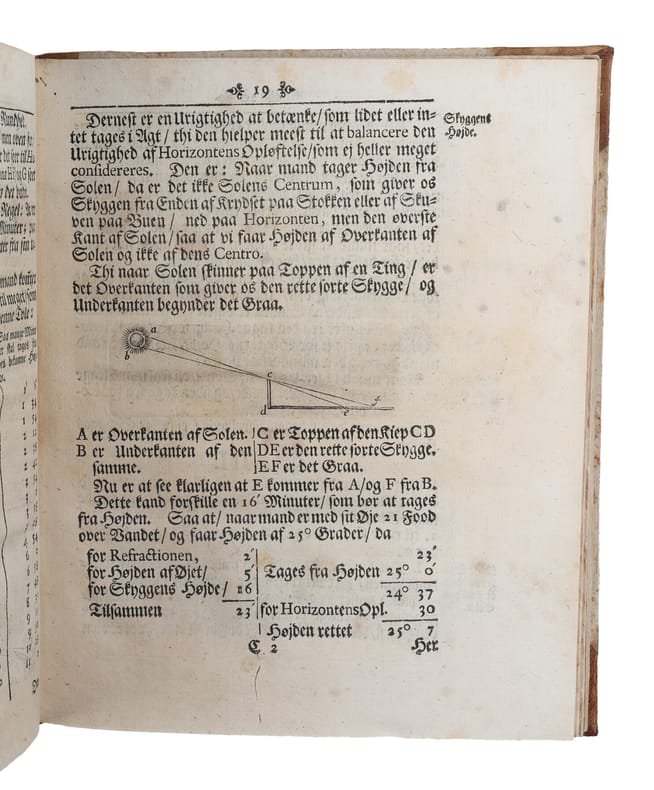 19
Dernest er en Urigtighed at betænke/som lidet eller in-
tet tages i Agt/ thi den hielper meest til at balancere den
Urigtighed af Horizontens Opløftelse/som ej heller meget
considereres. Den er: Naar mand tager Højden fra
Solen/ da er det ikke Solens Centrum, som giver os
Skyggen fra Enden af Krydset paa Stokken eller af Sku-
ven paa Buen/ ned paa Horizonten, men den øverste
Kant af Solen/saa at vi faar Højden af Overkanten af
Solen og ikke af dens Centro.
Skyggens
Højde.
Thi naar Solen skinner paa Toppen af en Ting/ er
det Overkanten som giver os den rette sorte Skygge/ og
Underkanten begynder det Graa.
a
b
c
d
e
f
A er Overkanten af Solen.
B er Underkanten af den
samme.
C er Toppen af den Kiep CD
DE er den rette sorte Skygge.
EF er det Graa.
Nu er at see klarligen at E kommer fra A/og F fra B.
Dette kand forskille en 16' Minuter/som bør at tages
fra Højden. Saa at/ naar mand er med sit Øje 21 Food
over Vandet/ og faar Højden af 25° Grader/ da
for Refractionen, 2'
for Højden af Øjet/ 5'
for Skyggens Højde/ 16
Tilsammen 23'
23'
Tages fra Højden 25° 0'
24° 37
for Horizontens Opl. 30
Højden rettet 25° 7
C 2
Her